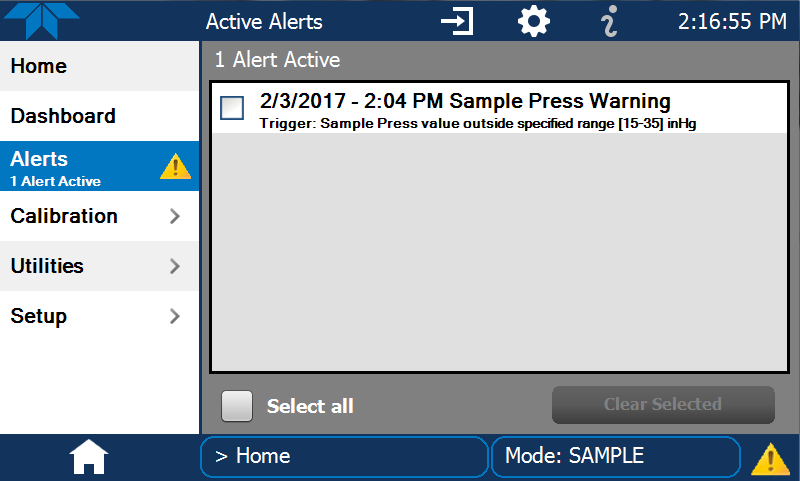 Active Alerts
2:16:55 PM
Home
Dashboard
Alerts
1 Alert Active
Calibration
Utilities
Setup
1 Alert Active
2/3/2017 - 2:04 PM Sample Press Warning
Trigger: Sample Press value outside specified range [15-35] inHg
Select all
Clear Selected
> Home
Mode: SAMPLE